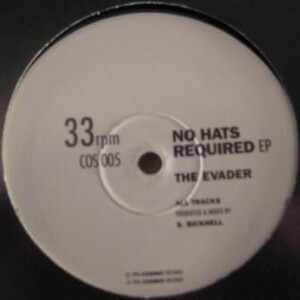 33rpm
COS 005
NO HATS
REQUIRED EP
THE EVADER
ALL TRACKS
PRODUCED & MIXED BY
S. BICKNELL